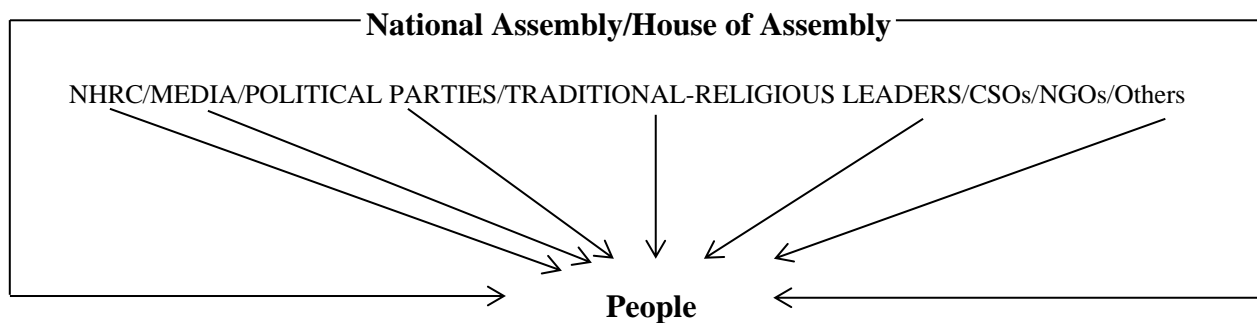 National Assembly/House of Assembly
NHRC/MEDIA/POLITICAL PARTIES/TRADITIONAL-RELIGIOUS LEADERS/CSOs/NGOs/Others
People